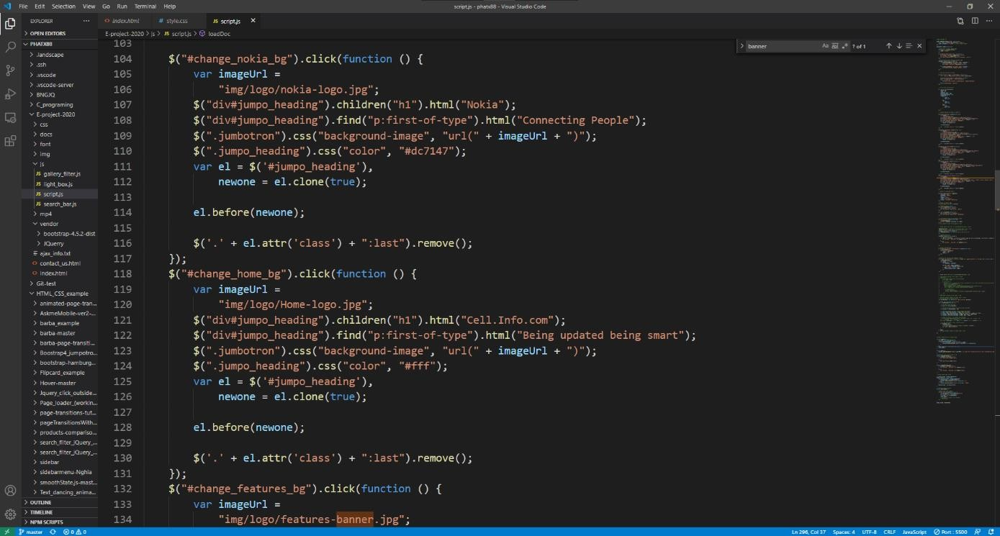 File Edit Selection View Go Run Terminal Help
script.js - phatx88 - Visual Studio Code
EXPLORER
OPEN EDITORS
PHATX88
.landscape
.ssh
.vscode
.vscode-server
BNGJQ
C_programing
E-project-2020
css
docs
font
img
js
JS gallery_filter.js
JS light_box.js
JS script.js
JS search_bar.js
mp4
vendor
bootstrap-4.5.2-dist
JQuerry
ajax_info.txt
contact_us.html
index.html
Git-test
HTML_CSS_example
animated-page-tran...
AskmeMobile-ver2-...
barba_example
barba-master
barba-page-transiti...
Boostrap4_jumpotro...
bootstrap-hamburg...
Flipcard_example
Hover-master
Jquery_click_outside...
Page_loader_(workin...
page-transitions-tut...
pageTransitionsWith...
products-compariso...
search_filter_jQuery_...
search_filter_jQuery_...
sidebar
sidebarmenu-Nghia
smoothState.js-mast...
Text_dancing_anima...
OUTLINE
TIMELINE
NPM SCRIPTS
<> index.html # style.css JS script.js
E-project-2020 > js > JS script.js > loadDoc
banner Aa ? of 1
103
104 $("#change_nokia_bg").click(function () {
105 var imageUrl =
106 "img/logo/nokia-logo.jpg";
107 $("div#jumpo_heading").children("h1").html("Nokia");
108 $("div#jumpo_heading").find("p:first-of-type").html("Connecting People");
109 $(".jumbotron").css("background-image", "url(" + imageUrl + ")");
110 $(".jumpo_heading").css("color", "#dc7147");
111 var el = $('#jumpo_heading'),
112 newone = el.clone(true);
113
114 el.before(newone);
115
116 $('.' + el.attr('class') + ":last").remove();
117 });
118 $("#change_home_bg").click(function () {
119 var imageUrl =
120 "img/logo/Home-logo.jpg";
121 $("div#jumpo_heading").children("h1").html("Cell.Info.com");
122 $("div#jumpo_heading").find("p:first-of-type").html("Being updated being smart");
123 $(".jumbotron").css("background-image", "url(" + imageUrl + ")");
124 $(".jumpo_heading").css("color", "#fff");
125 var el = $('#jumpo_heading'),
126 newone = el.clone(true);
127
128 el.before(newone);
129
130 $('.' + el.attr('class') + ":last").remove();
131 });
132 $("#change_features_bg").click(function () {
133 var imageUrl =
134 "img/logo/features-banner.jpg";
master 0 0 Ln 296, Col 37 Spaces: 4 UTF-8 CRLF JavaScript Port : 5500